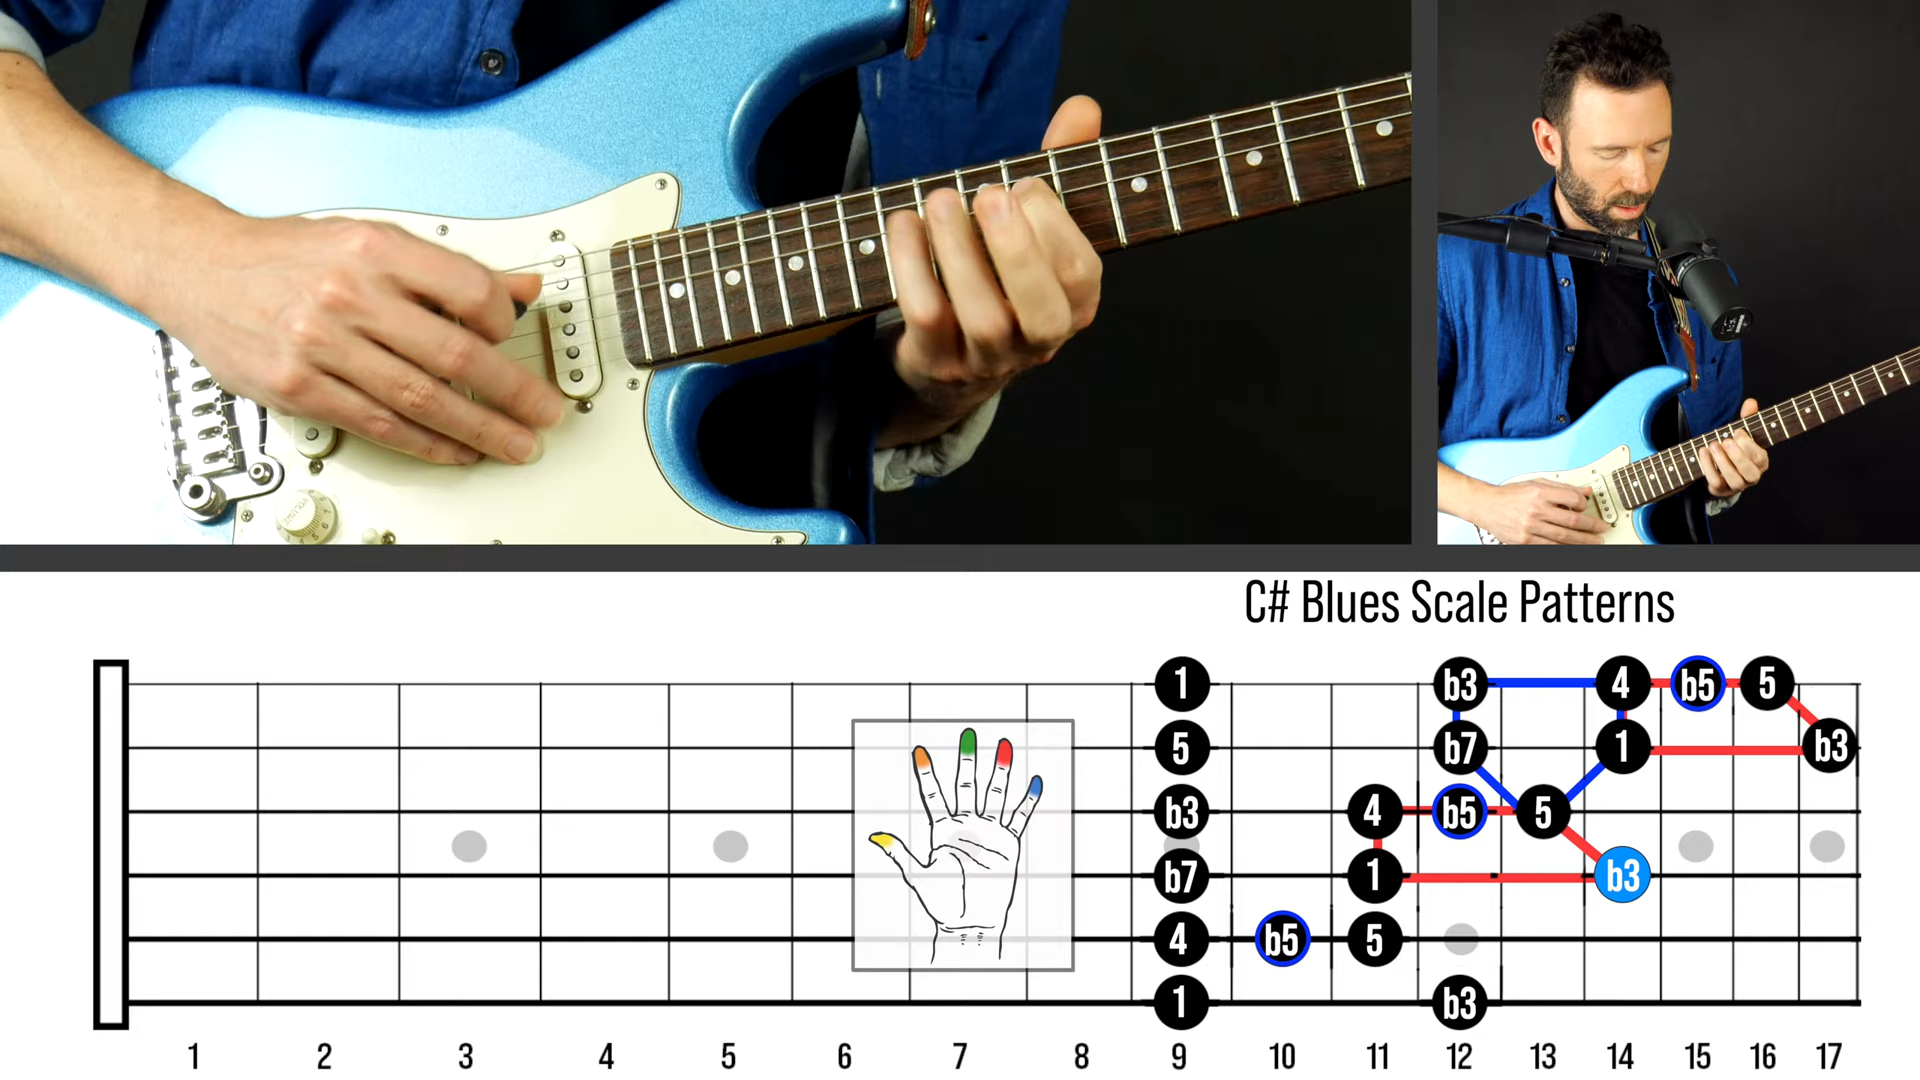 C# Blues Scale Patterns
1 b3 4 b5 5
5 b7 1 b3
b3 4 b5 5
b7 1 b3
4 b5 5
1 b3
1 2 3 4 5 6 7 8 9 10 11 12 13 14 15 16 17